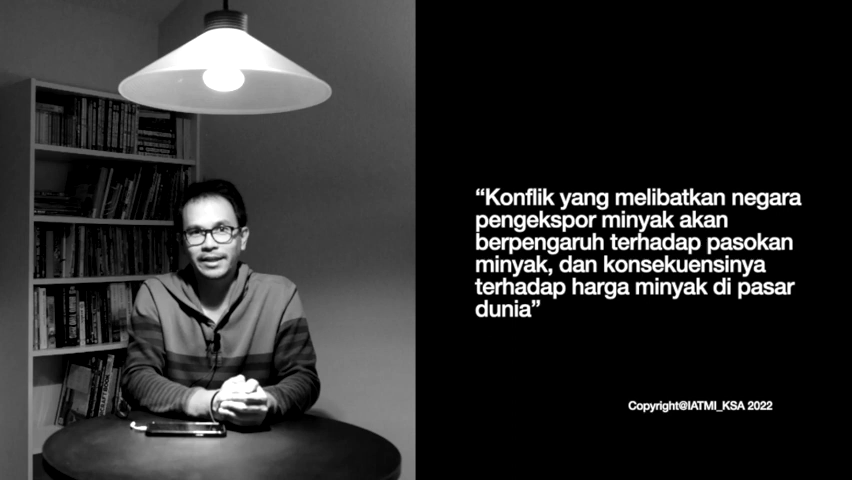 “Konflik yang melibatkan negara
pengekspor minyak akan
berpengaruh terhadap pasokan
minyak, dan konsekuensinya
terhadap harga minyak di pasar
dunia”
Copyright@IATMI_KSA 2022